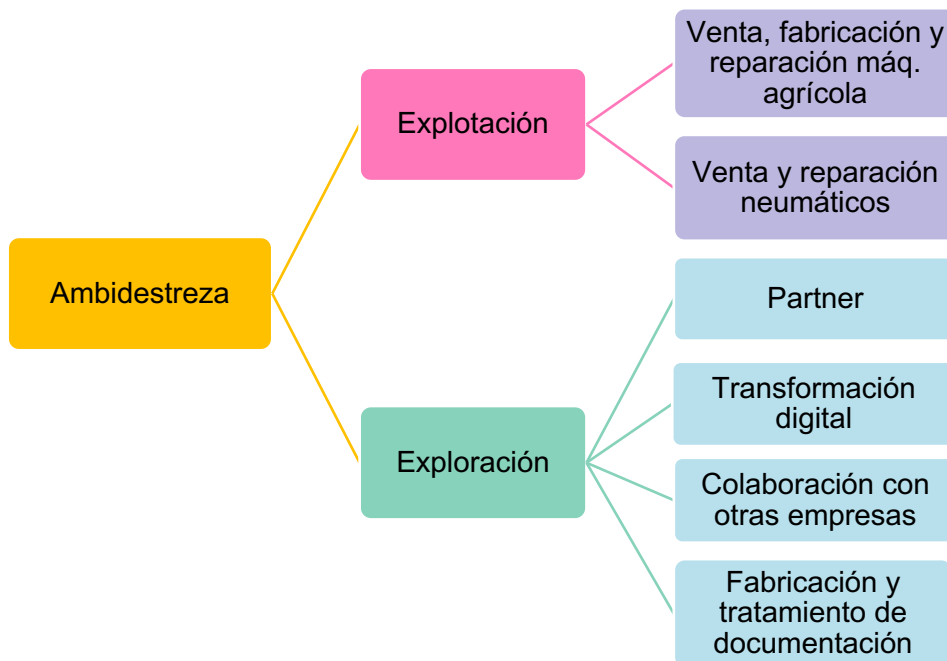 Ambidestreza
Explotación
Venta, fabricación y
reparación máq.
agrícola
Venta y reparación
neumáticos
Exploración
Partner
Transformación
digital
Colaboración con
otras empresas
Fabricación y
tratamiento de
documentación